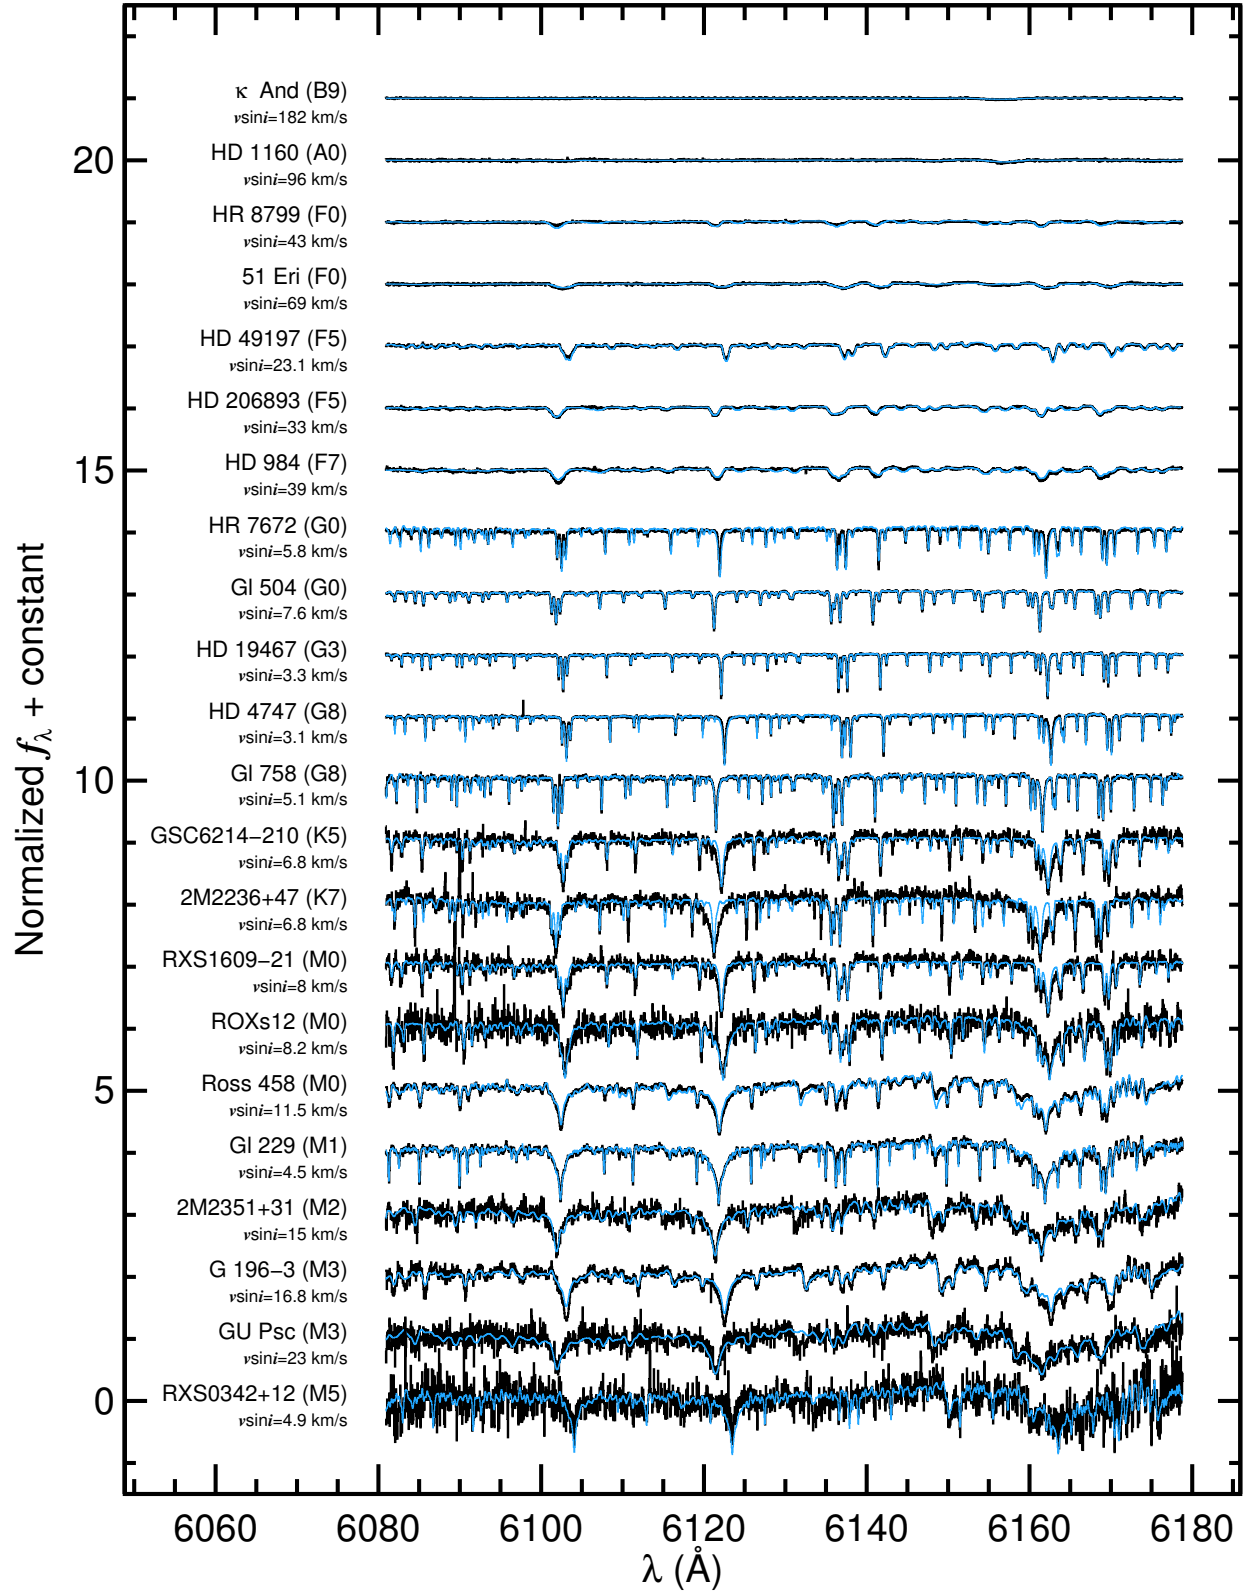 κ And (B9)
vsini=182 km/s
20
HD 1160 (A0)
vsini=96 km/s
HR 8799 (F0)
vsini=43 km/s
51 Eri (F0)
vsini=69 km/s
HD 49197 (F5)
vsini=23.1 km/s
HD 206893 (F5)
vsini=33 km/s
15
HD 984 (F7)
vsini=39 km/s
HR 7672 (G0)
vsini=5.8 km/s
Gl 504 (G0)
vsini=7.6 km/s
HD 19467 (G3)
vsini=3.3 km/s
HD 4747 (G8)
vsini=3.1 km/s
10
Gl 758 (G8)
vsini=5.1 km/s
GSC6214−210 (K5)
vsini=6.8 km/s
2M2236+47 (K7)
vsini=6.8 km/s
RXS1609−21 (M0)
vsini=8 km/s
ROXs12 (M0)
vsini=8.2 km/s
5
Ross 458 (M0)
vsini=11.5 km/s
Gl 229 (M1)
vsini=4.5 km/s
2M2351+31 (M2)
vsini=15 km/s
G 196−3 (M3)
vsini=16.8 km/s
GU Psc (M3)
vsini=23 km/s
0
RXS0342+12 (M5)
vsini=4.9 km/s
Normalized fλ + constant
6060 6080 6100 6120 6140 6160 6180
λ (Å)